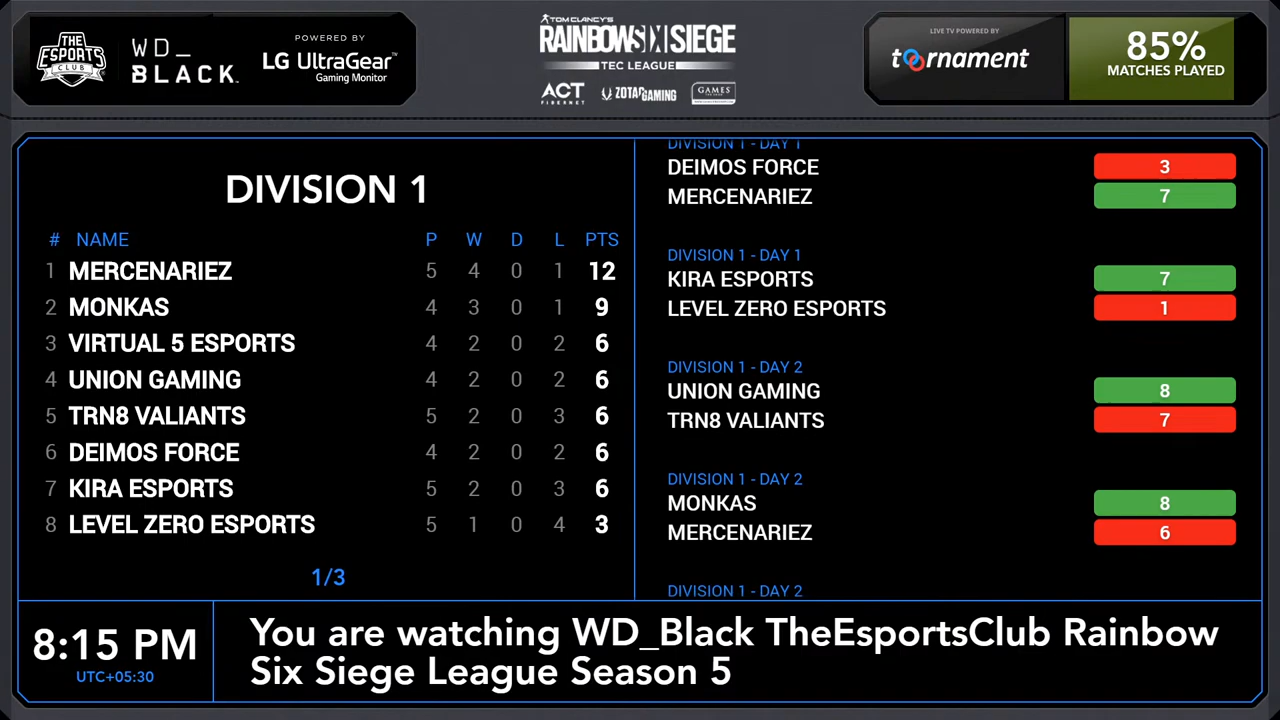 THE
ESPORTS
CLUB
WD_
BLACK.
POWERED BY
LG UltraGear™
Gaming Monitor
TOM CLANCY'S
RAINBOW SIX SIEGE
TEC LEAGUE
ACT
FIBERNET
ZOTAC GAMING
GAMES
LIVE TV POWERED BY
toornament
85%
MATCHES PLAYED
DIVISION 1
# NAME P W D L PTS
1 MERCENARIEZ 5 4 0 1 12
2 MONKAS 4 3 0 1 9
3 VIRTUAL 5 ESPORTS 4 2 0 2 6
4 UNION GAMING 4 2 0 2 6
5 TRN8 VALIANTS 5 2 0 3 6
6 DEIMOS FORCE 4 2 0 2 6
7 KIRA ESPORTS 5 2 0 3 6
8 LEVEL ZERO ESPORTS 5 1 0 4 3
1/3
DIVISION 1 - DAY 1
DEIMOS FORCE 3
MERCENARIEZ 7
DIVISION 1 - DAY 1
KIRA ESPORTS 7
LEVEL ZERO ESPORTS 1
DIVISION 1 - DAY 2
UNION GAMING 8
TRN8 VALIANTS 7
DIVISION 1 - DAY 2
MONKAS 8
MERCENARIEZ 6
DIVISION 1 - DAY 2
8:15 PM
UTC+05:30
You are watching WD_Black TheEsportsClub Rainbow
Six Siege League Season 5